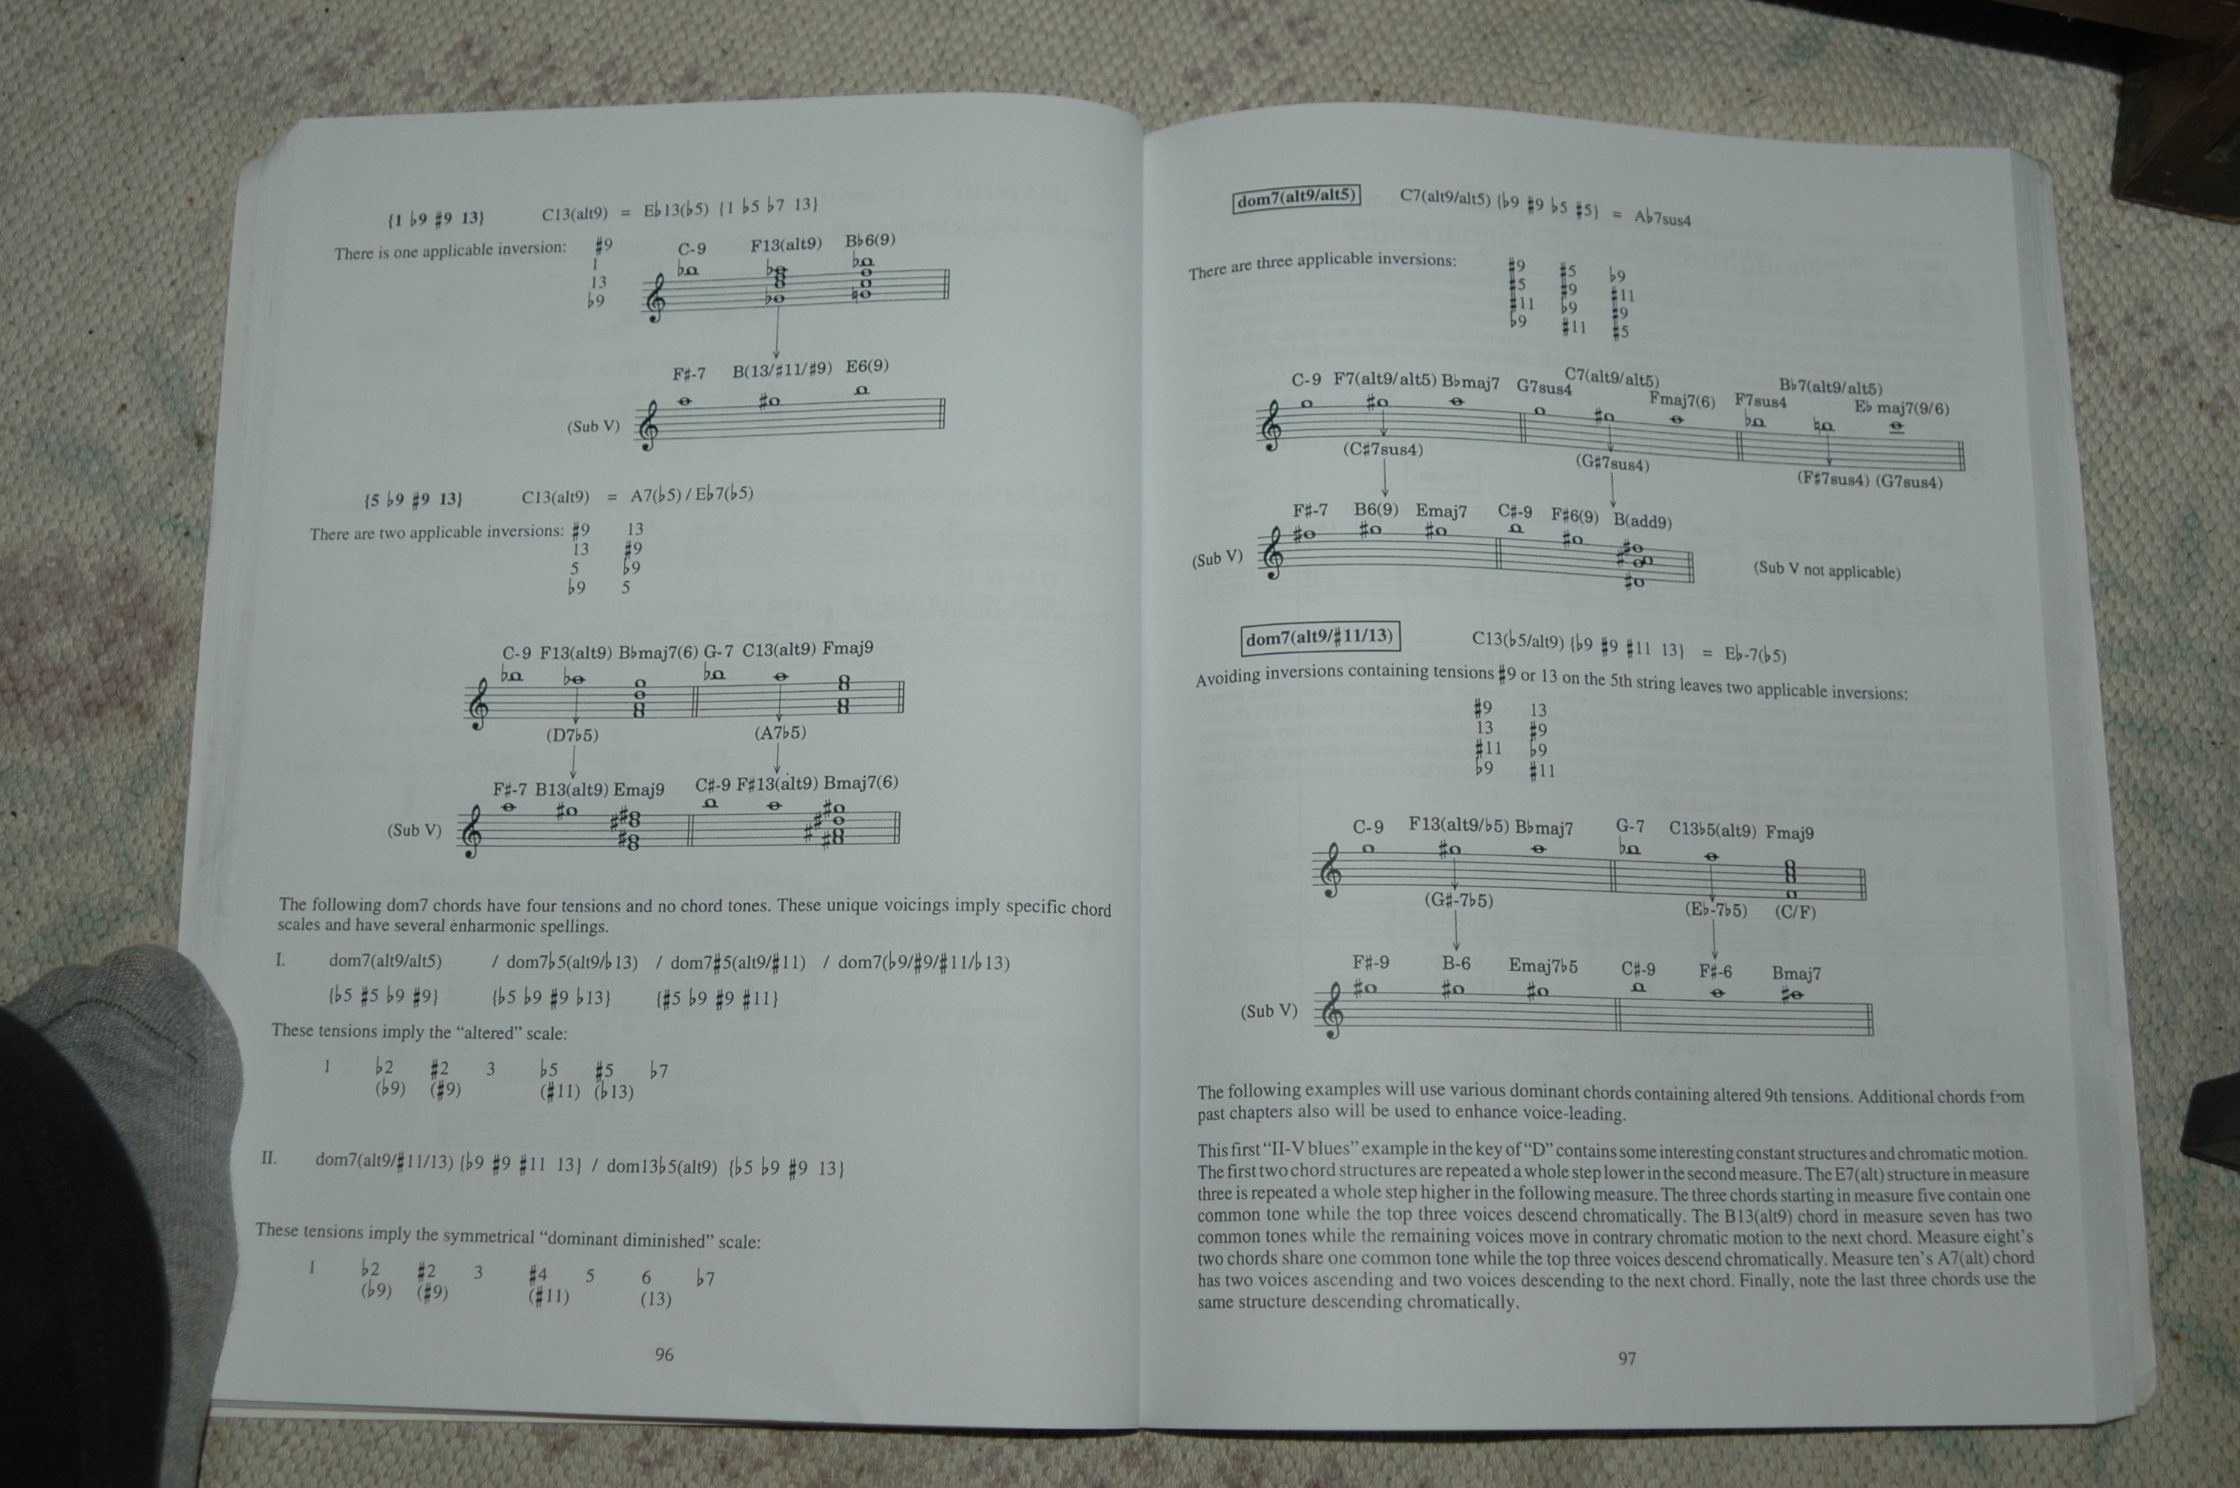 {1 ♭9 ♯9 13} C13(alt9) = E♭13(♭5) {1 ♭5 ♭7 13}
There is one applicable inversion: ♯9
1
13
♭9
C-9 F13(alt9) B♭6(9)
F♯-7 B(13/♯11/♯9) E6(9)
(Sub V)
{5 ♭9 ♯9 13} C13(alt9) = A7(♭5) / E♭7(♭5)
There are two applicable inversions: ♯9 13
13 ♯9
5 ♭9
♭9 5
C-9 F13(alt9) B♭maj7(6) G-7 C13(alt9) Fmaj9
(D7♭5) (A7♭5)
F♯-7 B13(alt9) Emaj9 C♯-9 F♯13(alt9) Bmaj7(6)
(Sub V)
The following dom7 chords have four tensions and no chord tones. These unique voicings imply specific chord
scales and have several enharmonic spellings.
I. dom7(alt9/alt5) / dom7♭5(alt9/♭13) / dom7♯5(alt9/♯11) / dom7(♭9/♯9/♯11/♭13)
{♭5 ♯5 ♭9 ♯9} {♭5 ♭9 ♯9 ♭13} {♯5 ♭9 ♯9 ♯11}
These tensions imply the “altered” scale:
1 ♭2 ♯2 3 ♭5 ♯5 ♭7
(♭9) (♯9) (♯11) (♭13)
II. dom7(alt9/♯11/13) {♭9 ♯9 ♯11 13} / dom13♭5(alt9) {♭5 ♭9 ♯9 13}
These tensions imply the symmetrical “dominant diminished” scale:
1 ♭2 ♯2 3 ♯4 5 6 ♭7
(♭9) (♯9) (♯11) (13)
96
dom7(alt9/alt5) C7(alt9/alt5) {♭9 ♯9 ♭5 ♯5} = A♭7sus4
There are three applicable inversions: ♯9 ♯5 ♭9
♯5 ♯9 ♯11
♯11 ♭9 ♯9
♭9 ♯11 ♯5
C-9 F7(alt9/alt5) B♭maj7 G7sus4 C7(alt9/alt5) Fmaj7(6) F7sus4 B♭7(alt9/alt5) E♭ maj7(9/6)
(C♯7sus4) (G♯7sus4) (F♯7sus4) (G7sus4)
F♯-7 B6(9) Emaj7 C♯-9 F♯6(9) B(add9)
(Sub V) (Sub V not applicable)
dom7(alt9/♯11/13) C13(♭5/alt9) {♭9 ♯9 ♯11 13} = E♭-7(♭5)
Avoiding inversions containing tensions ♯9 or 13 on the 5th string leaves two applicable inversions:
♯9 13
13 ♯9
♯11 ♭9
♭9 ♯11
C-9 F13(alt9/♭5) B♭maj7 G-7 C13♭5(alt9) Fmaj9
(G♯-7♭5) (E♭-7♭5) (C/F)
F♯-9 B-6 Emaj7♭5 C♯-9 F♯-6 Bmaj7
(Sub V)
The following examples will use various dominant chords containing altered 9th tensions. Additional chords from
past chapters also will be used to enhance voice-leading.
This first “II-V blues” example in the key of “D” contains some interesting constant structures and chromatic motion.
The first two chord structures are repeated a whole step lower in the second measure. The E7(alt) structure in measure
three is repeated a whole step higher in the following measure. The three chords starting in measure five contain one
common tone while the top three voices descend chromatically. The B13(alt9) chord in measure seven has two
common tones while the remaining voices move in contrary chromatic motion to the next chord. Measure eight’s
two chords share one common tone while the top three voices descend chromatically. Measure ten’s A7(alt) chord
has two voices ascending and two voices descending to the next chord. Finally, note the last three chords use the
same structure descending chromatically.
97